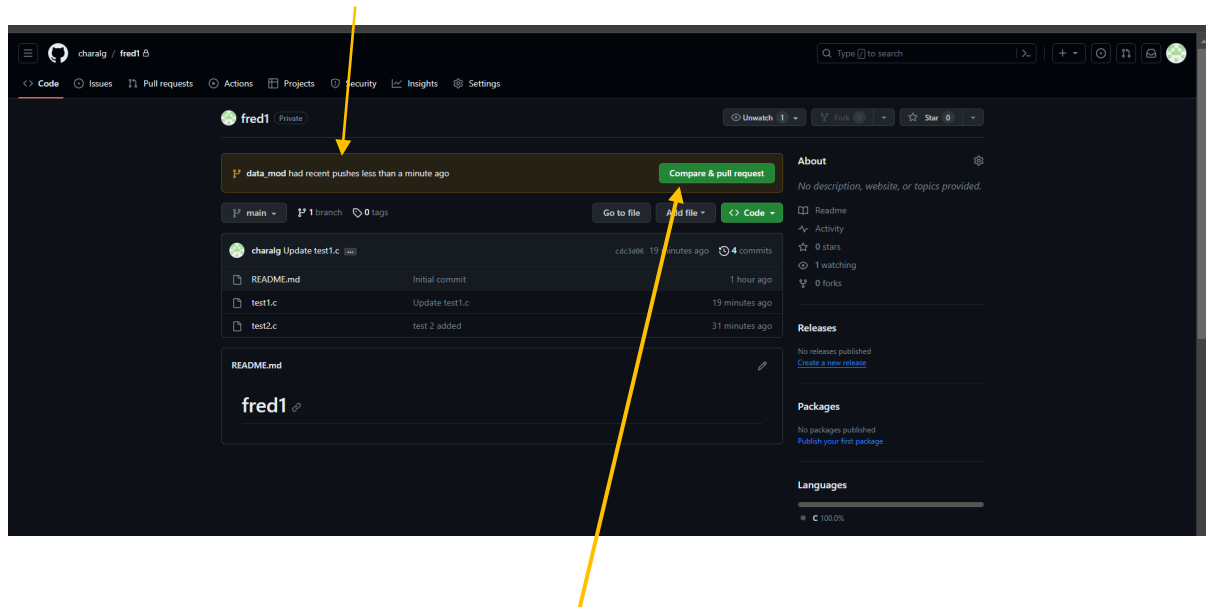 charalg / fred1
Type / to search
Code Issues Pull requests Actions Projects Security Insights Settings
fred1 Private
Unwatch 1 Fork 0 Star 0
data_mod had recent pushes less than a minute ago Compare & pull request
main 1 branch 0 tags Go to file Add file Code
charalg Update test1.c ... cdc3d06 19 minutes ago 4 commits
README.md Initial commit 1 hour ago
test1.c Update test1.c 19 minutes ago
test2.c test 2 added 31 minutes ago
README.md
fred1
About
No description, website, or topics provided.
Readme
Activity
0 stars
1 watching
0 forks
Releases
No releases published
Create a new release
Packages
No packages published
Publish your first package
Languages
C 100.0%